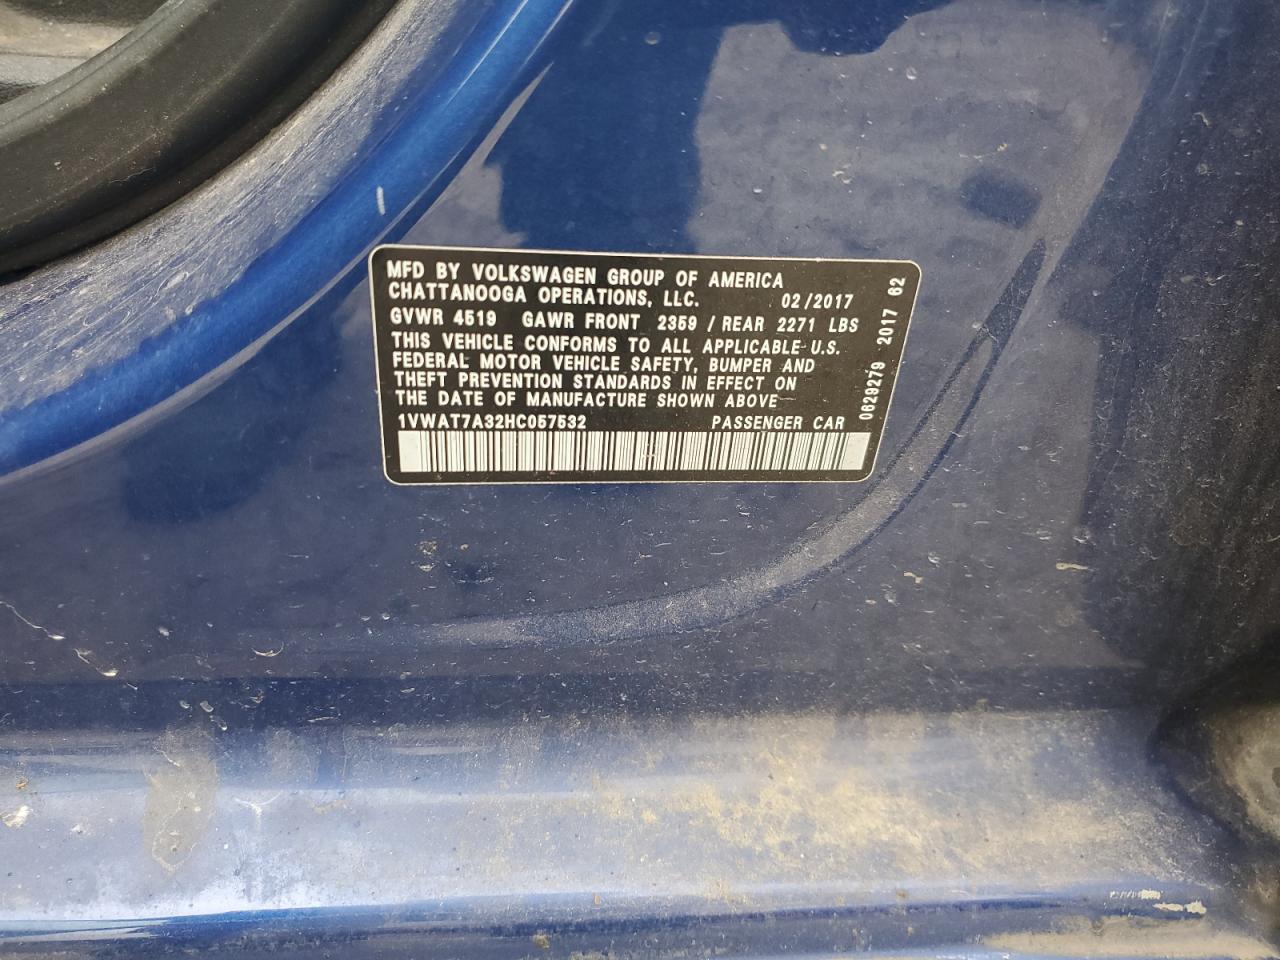 MFD BY VOLKSWAGEN GROUP OF AMERICA
CHATTANOOGA OPERATIONS, LLC. 02/2017
GVWR 4519 GAWR FRONT 2359 / REAR 2271 LBS
THIS VEHICLE CONFORMS TO ALL APPLICABLE U.S.
FEDERAL MOTOR VEHICLE SAFETY, BUMPER AND
THEFT PREVENTION STANDARDS IN EFFECT ON
THE DATE OF MANUFACTURE SHOWN ABOVE
1VWAT7A32HC057532 PASSENGER CAR
0629279 2017 62